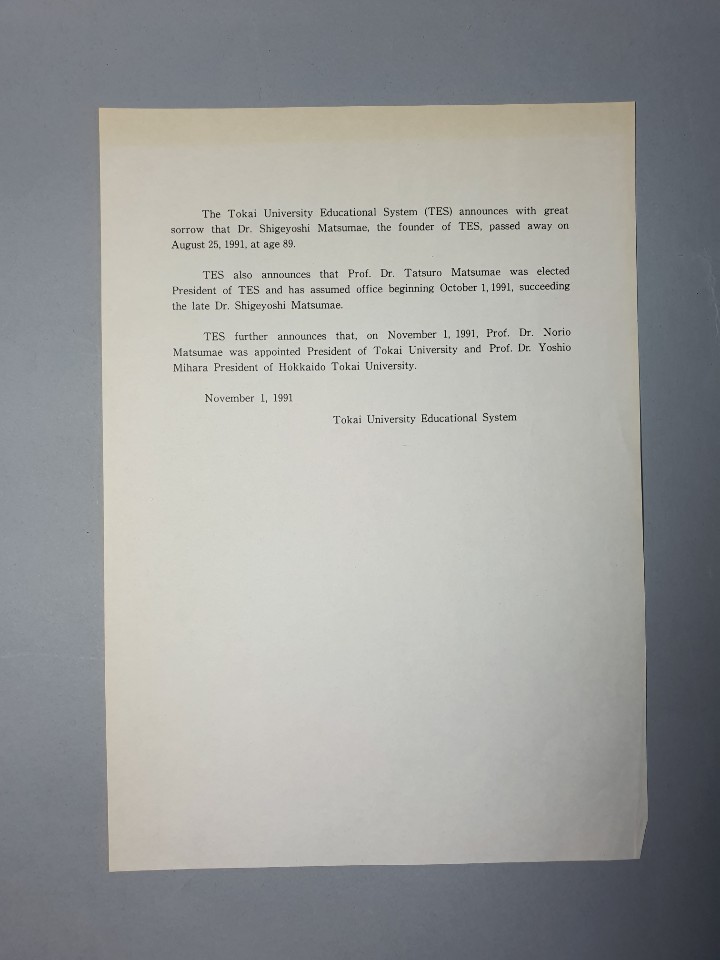 The Tokai University Educational System (TES) announces with great
sorrow that Dr. Shigeyoshi Matsumae, the founder of TES, passed away on
August 25, 1991, at age 89.
TES also announces that Prof. Dr. Tatsuro Matsumae was elected
President of TES and has assumed office beginning October 1, 1991, succeeding
the late Dr. Shigeyoshi Matsumae.
TES further announces that, on November 1, 1991, Prof. Dr. Norio
Matsumae was appointed President of Tokai University and Prof. Dr. Yoshio
Mihara President of Hokkaido Tokai University.
November 1, 1991
Tokai University Educational System